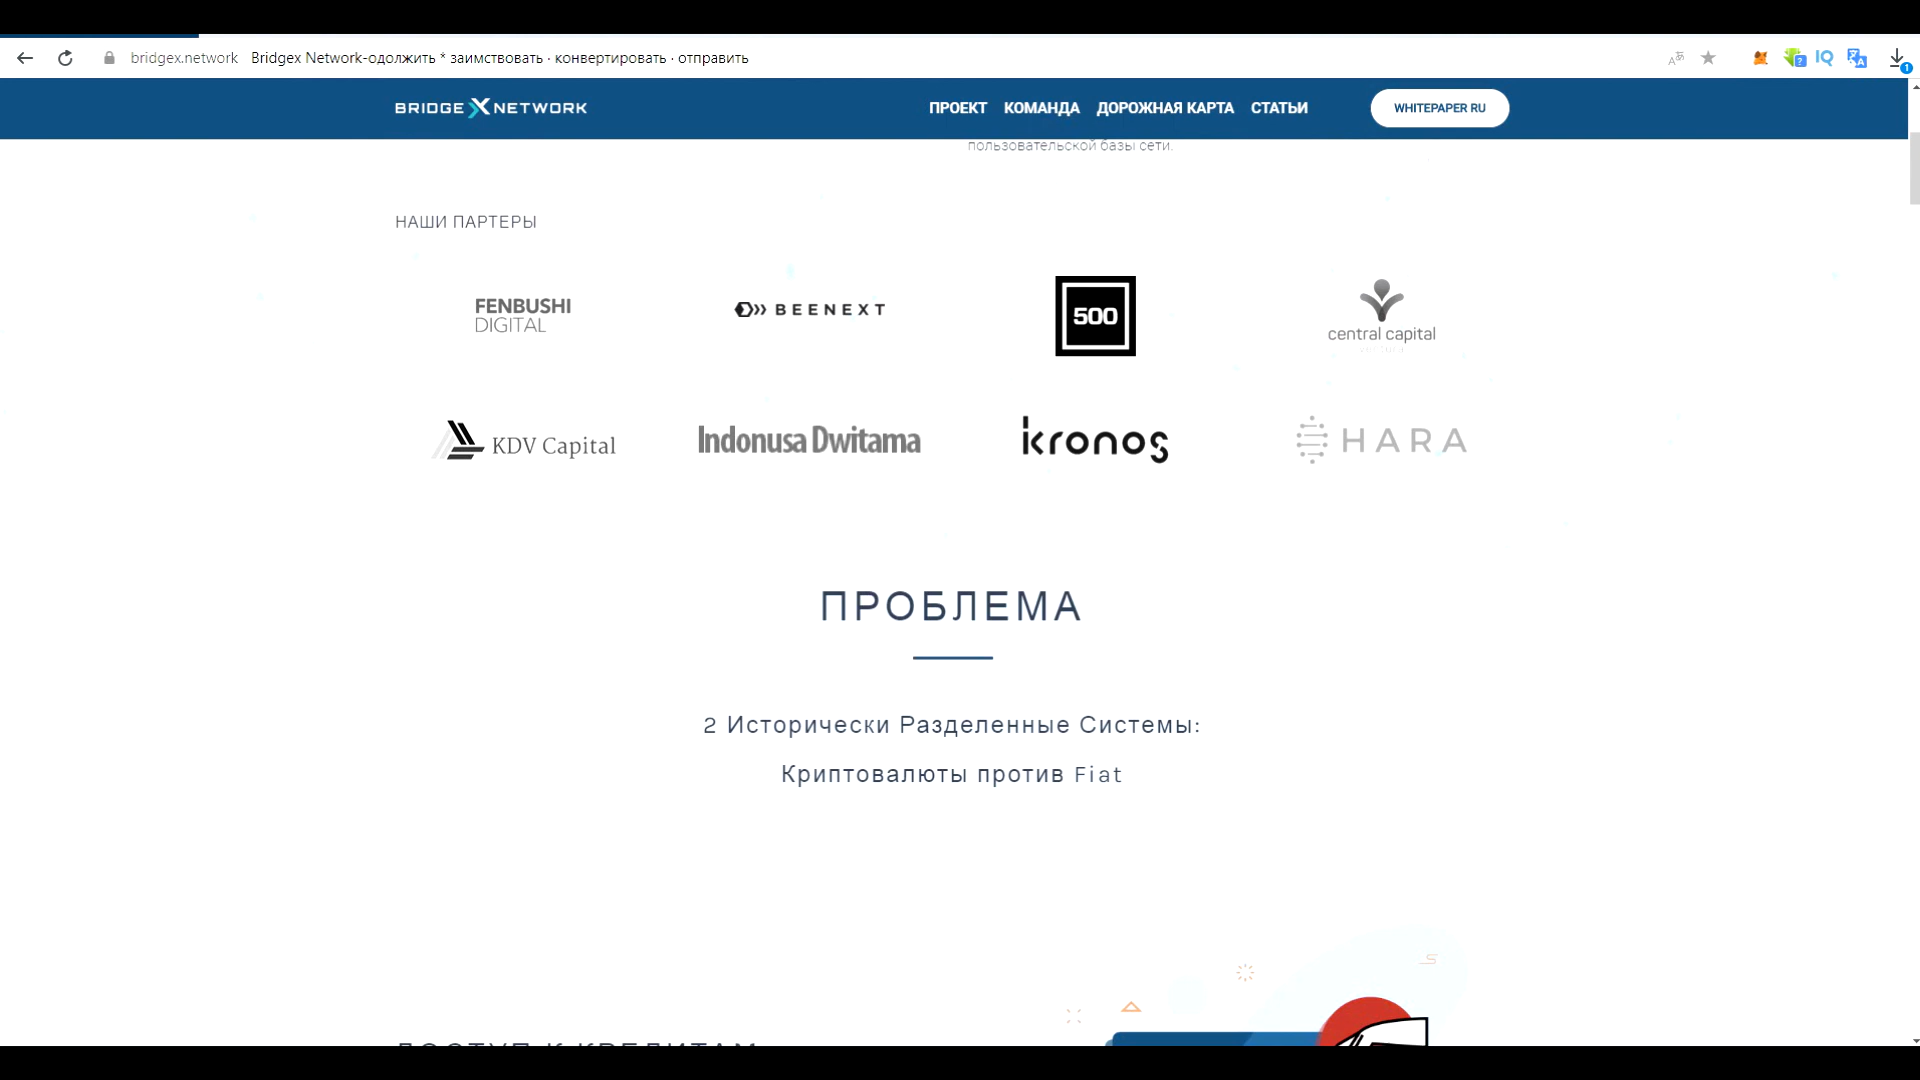 bridgex.network Bridgex Network-одолжить * заимствовать · конвертировать · отправить
BRIDGE X NETWORK
ПРОЕКТ КОМАНДА ДОРОЖНАЯ КАРТА СТАТЬИ WHITEPAPER RU
пользовательской базы сети.
НАШИ ПАРТЕРЫ
FENBUSHI
DIGITAL
BEENEXT
500
central capital
KDV Capital
Indonusa Dwitama
kronos
HARA
ПРОБЛЕМА
2 Исторически Разделенные Системы:
Криптовалюты против Fiat
ДОСТУП К КРЕДИТАМ